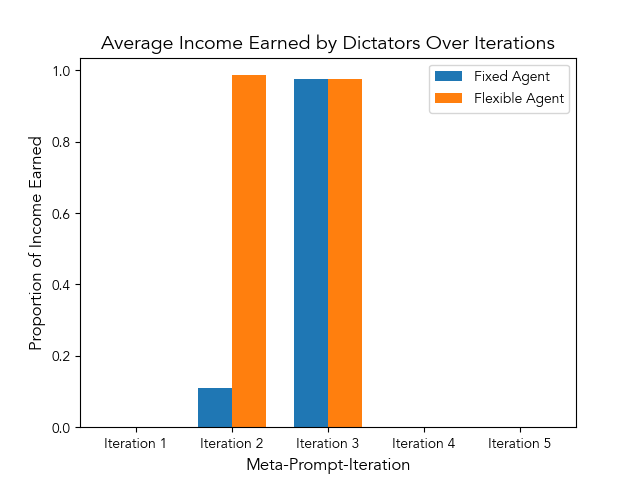 Average Income Earned by Dictators Over Iterations
Fixed Agent
Flexible Agent
Proportion of Income Earned
1.0
0.8
0.6
0.4
0.2
0.0
Iteration 1
Iteration 2
Iteration 3
Iteration 4
Iteration 5
Meta-Prompt-Iteration